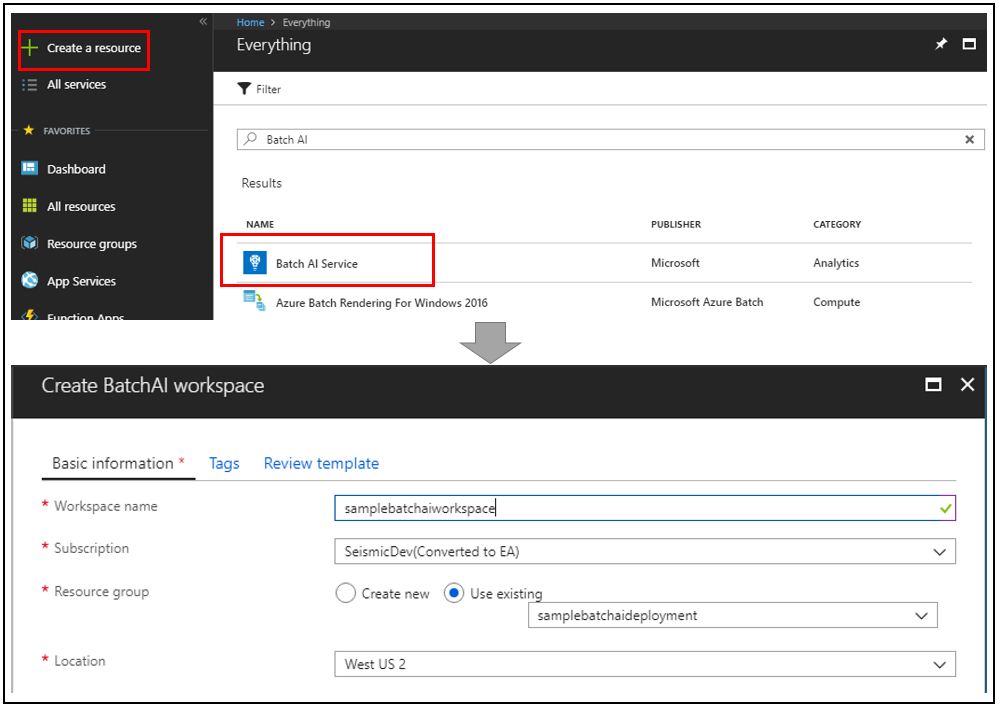 Home > Everything
Create a resource
Everything
All services
Filter
FAVORITES
Batch AI
Dashboard
Results
All resources
NAME PUBLISHER CATEGORY
Resource groups
Batch AI Service Microsoft Analytics
App Services
Azure Batch Rendering For Windows 2016 Microsoft Azure Batch Compute
Function Apps
Create BatchAI workspace
Basic information * Tags Review template
* Workspace name samplebatchaiworkspace
* Subscription SeismicDev(Converted to EA)
* Resource group Create new Use existing
samplebatchaideployment
* Location West US 2